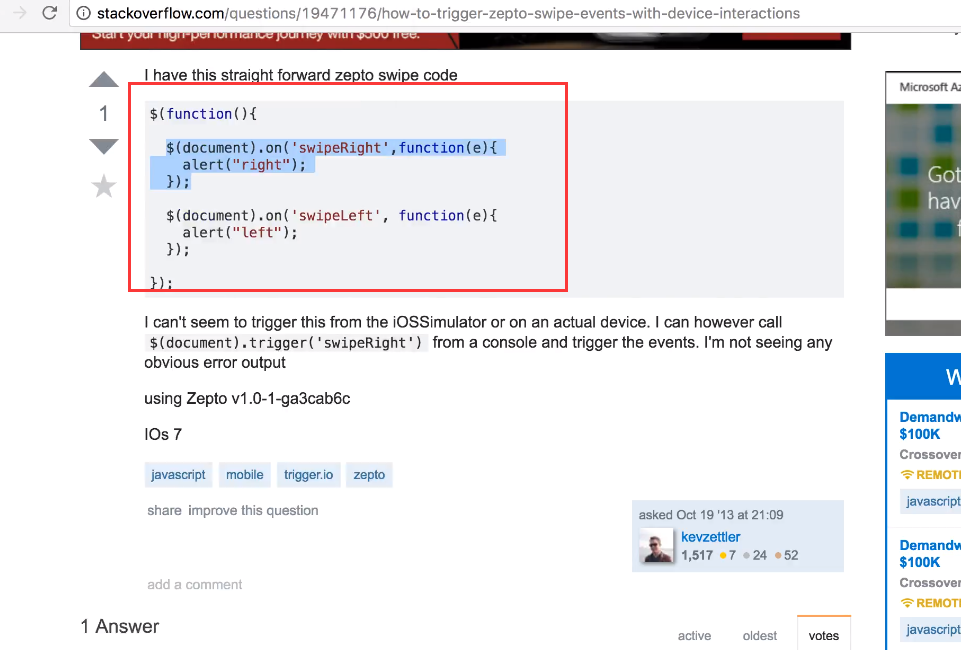 stackoverflow.com/questions/19471176/how-to-trigger-zepto-swipe-events-with-device-interactions
Start your high-performance journey with $300 free.
I have this straight forward zepto swipe code
1
$(function(){
$(document).on('swipeRight',function(e){
alert("right");
});
$(document).on('swipeLeft', function(e){
alert("left");
});
});
I can't seem to trigger this from the iOSSimulator or on an actual device. I can however call
$(document).trigger('swipeRight') from a console and trigger the events. I'm not seeing any
obvious error output
using Zepto v1.0-1-ga3cab6c
IOs 7
javascript mobile trigger.io zepto
share improve this question
asked Oct 19 '13 at 21:09
kevzettler
1,517 7 24 52
add a comment
1 Answer
active oldest votes
Microsoft Az
Got
hav
f
W
Demandw
$100K
Crossover
REMOT
javascript
Demandw
$100K
Crossover
REMOT
javascript